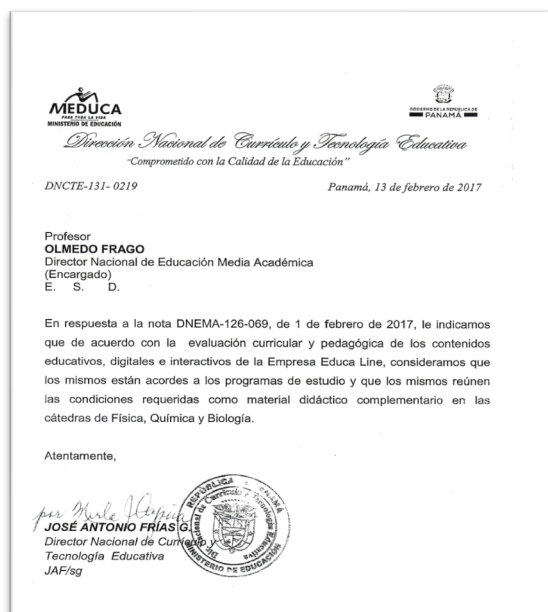 MEDUCA
PARA TODA LA VIDA
MINISTERIO DE EDUCACIÓN
GOBIERNO DE LA REPÚBLICA DE
PANAMÁ
Dirección Nacional de Currículo y Tecnología Educativa
"Comprometido con la Calidad de la Educación"
DNCTE-131- 0219
Panamá, 13 de febrero de 2017
Profesor
OLMEDO FRAGO
Director Nacional de Educación Media Académica
(Encargado)
E. S. D.
En respuesta a la nota DNEMA-126-069, de 1 de febrero de 2017, le indicamos
que de acuerdo con la evaluación curricular y pedagógica de los contenidos
educativos, digitales e interactivos de la Empresa Educa Line, consideramos que
los mismos están acordes a los programas de estudio y que los mismos reúnen
las condiciones requeridas como material didáctico complementario en las
cátedras de Física, Química y Biología.
Atentamente,
por
JOSÉ ANTONIO FRÍAS G.
Director Nacional de Currículo y
Tecnología Educativa
JAF/sg
REPÚBLICA DE PANAMÁ
Dirección Nacional de Currículo y Tecnología Educativa
MINISTERIO DE EDUCACIÓN